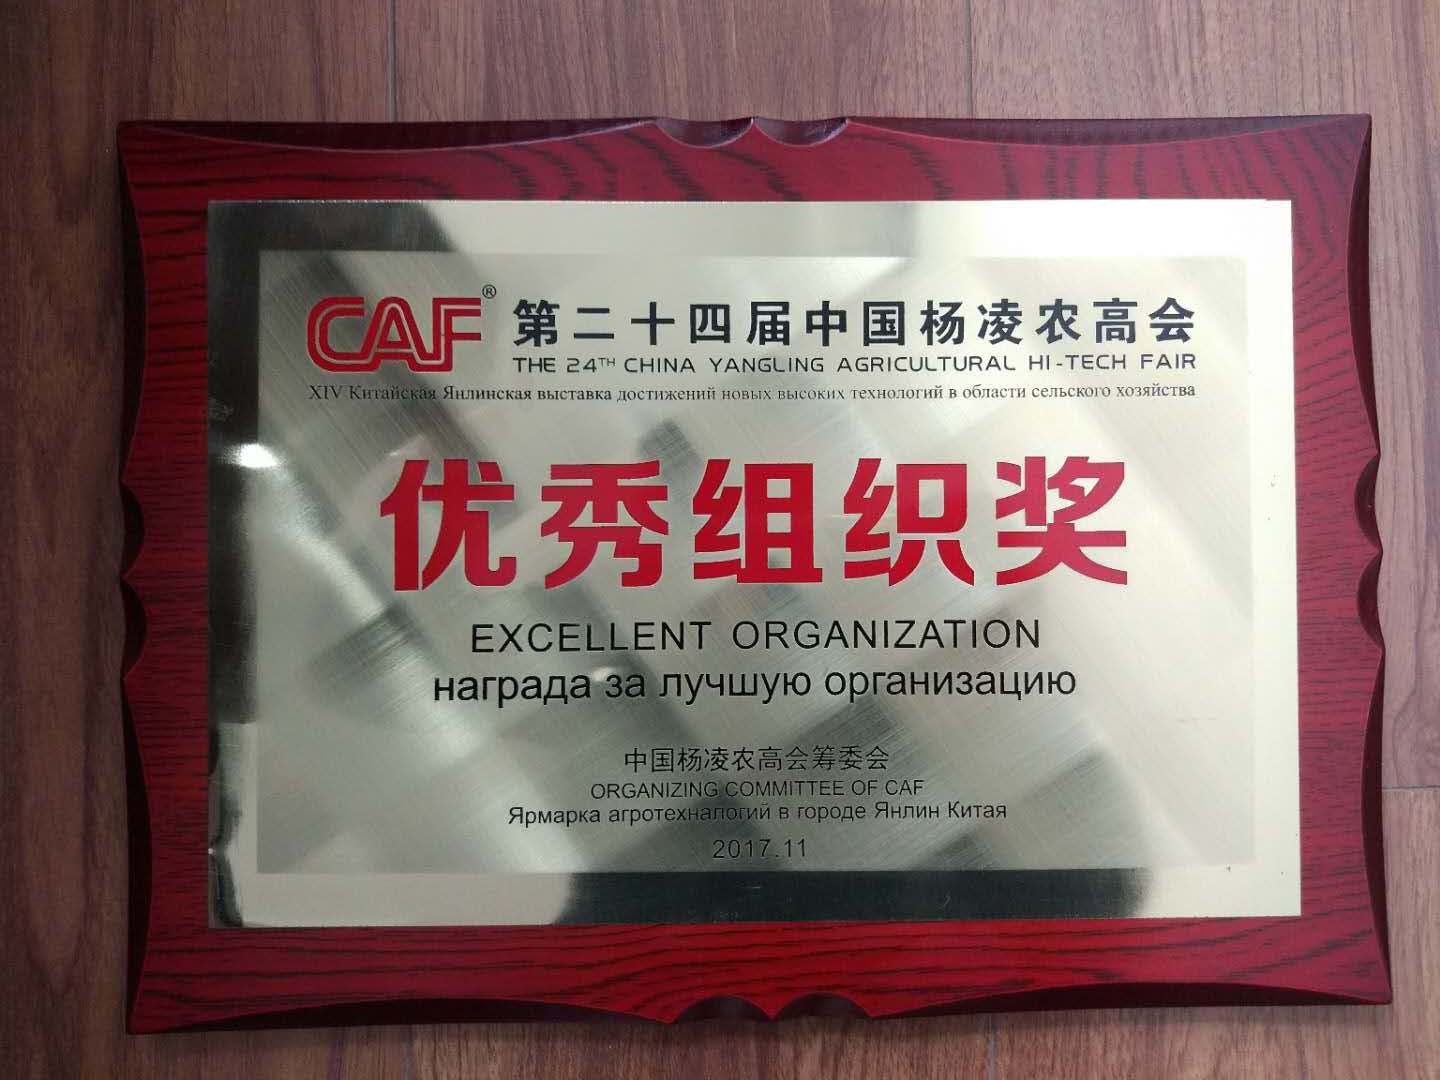 CAF® 第二十四届中国杨凌农高会
THE 24TH CHINA YANGLING AGRICULTURAL HI-TECH FAIR
XIV Китайская Янлинская выставка достижений новых высоких технологий в области сельского хозяйства
优秀组织奖
EXCELLENT ORGANIZATION
награда за лучшую организацию
中国杨凌农高会筹委会
ORGANIZING COMMITTEE OF CAF
Ярмарка агротехналогий в городе Янлин Китая
2017.11